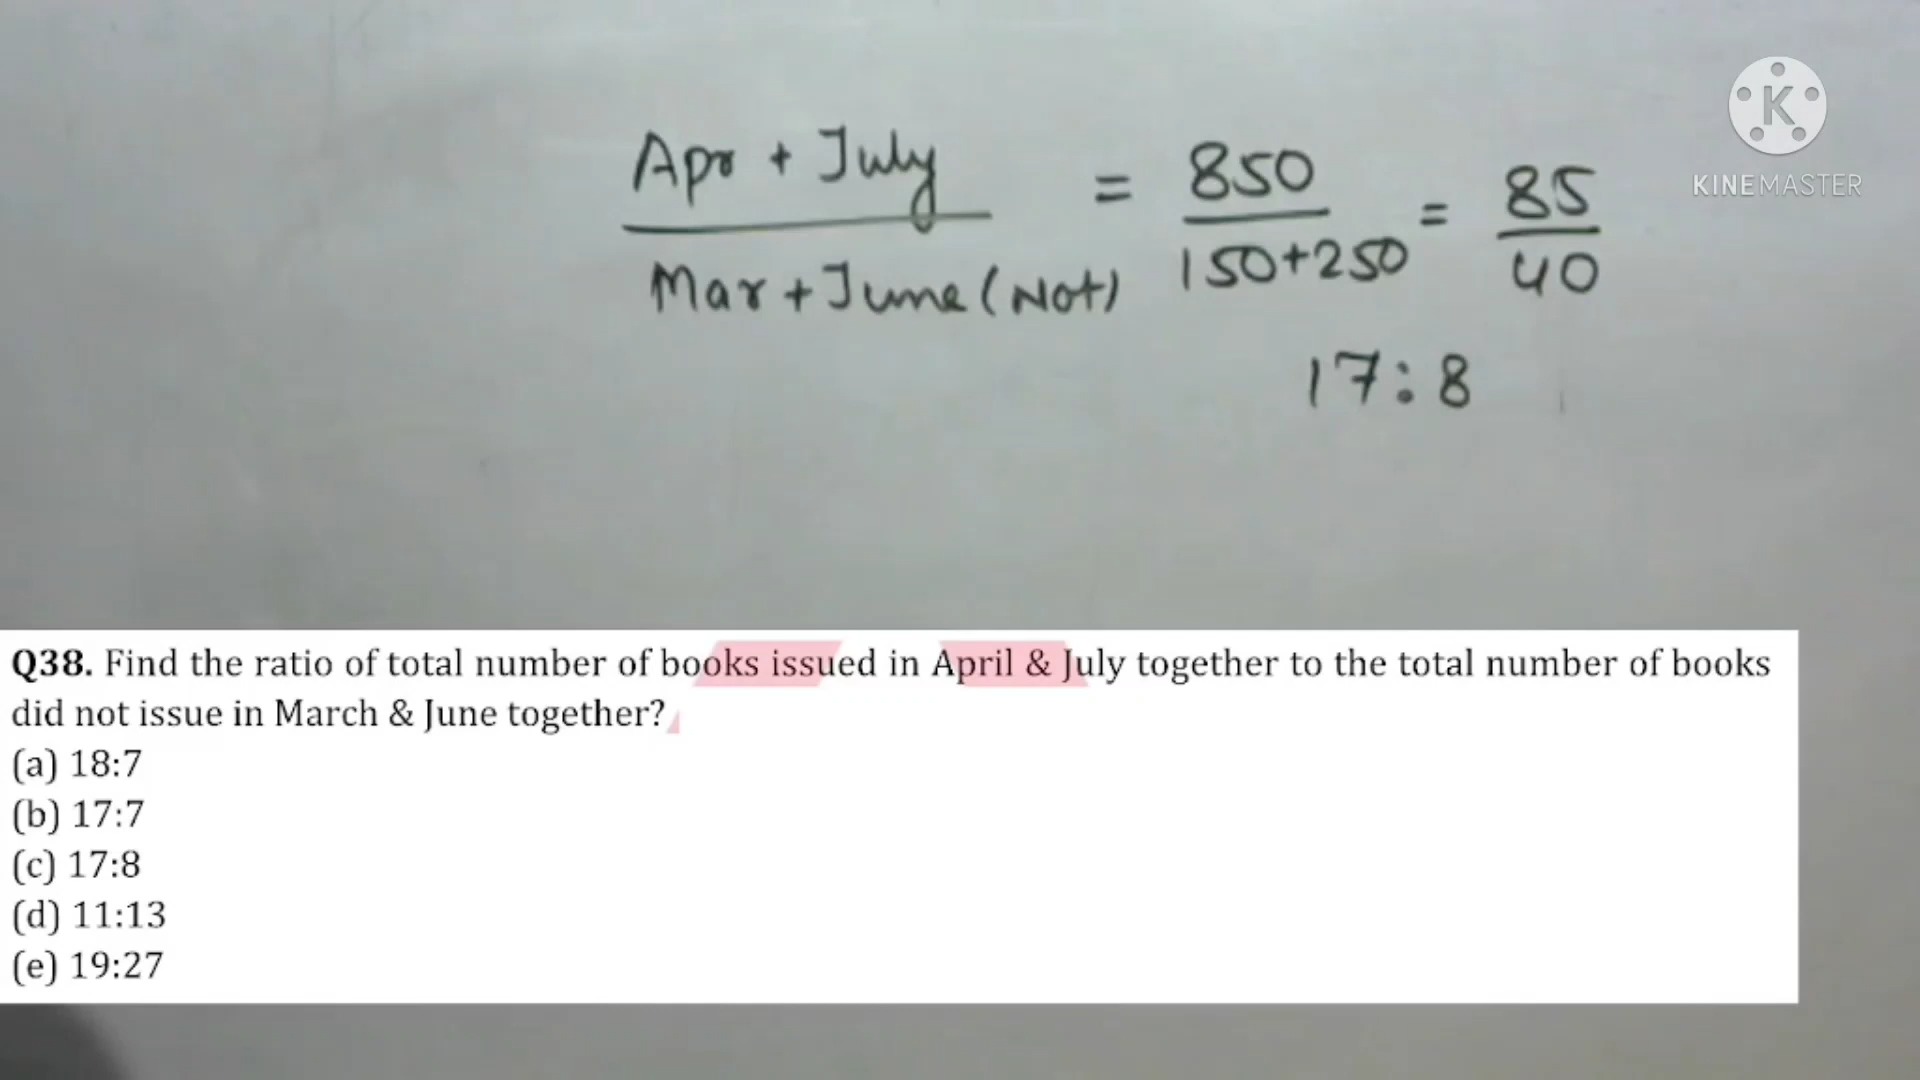 Apr + July = 850 = 85
Mar + June (Not) 150+250 40
17:8
K
KINEMASTER
Q38. Find the ratio of total number of books issued in April & July together to the total number of books
did not issue in March & June together?
(a) 18:7
(b) 17:7
(c) 17:8
(d) 11:13
(e) 19:27